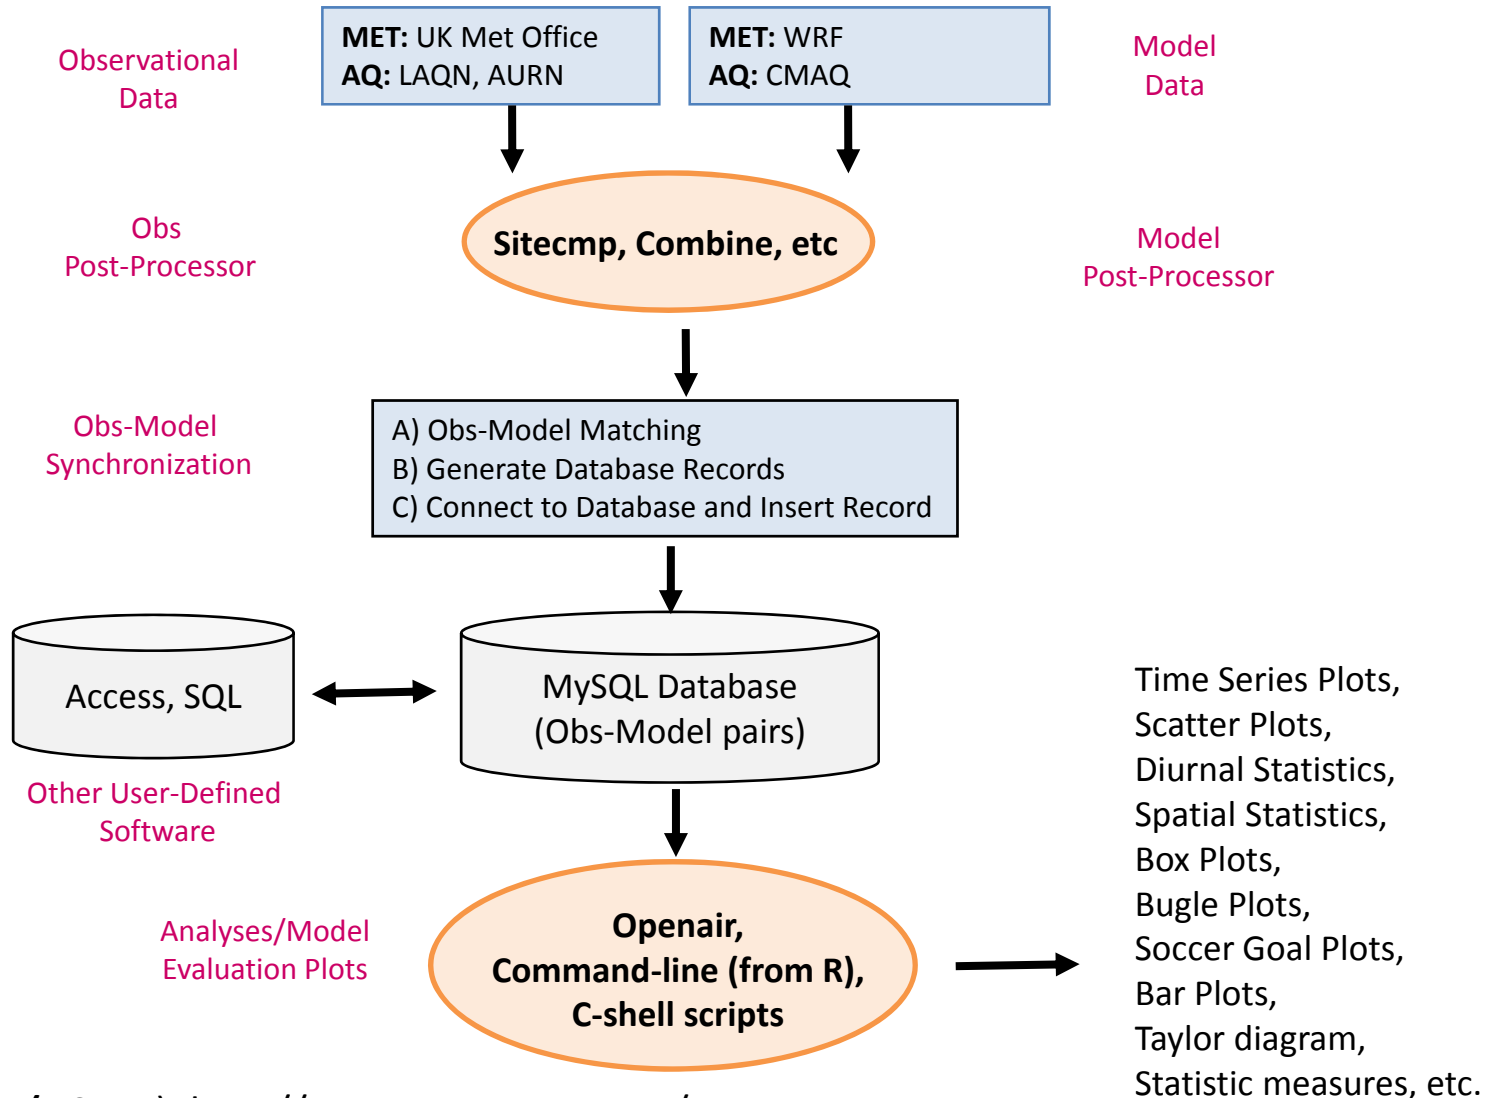 Observational
Data
MET: UK Met Office
AQ: LAQN, AURN
MET: WRF
AQ: CMAQ
Model
Data
Obs
Post-Processor
Sitecmp, Combine, etc
Model
Post-Processor
Obs-Model
Synchronization
A) Obs-Model Matching
B) Generate Database Records
C) Connect to Database and Insert Record
Access, SQL
MySQL Database
(Obs-Model pairs)
Other User-Defined
Software
Analyses/Model
Evaluation Plots
Openair,
Command-line (from R),
C-shell scripts
Time Series Plots,
Scatter Plots,
Diurnal Statistics,
Spatial Statistics,
Box Plots,
Bugle Plots,
Soccer Goal Plots,
Bar Plots,
Taylor diagram,
Statistic measures, etc.